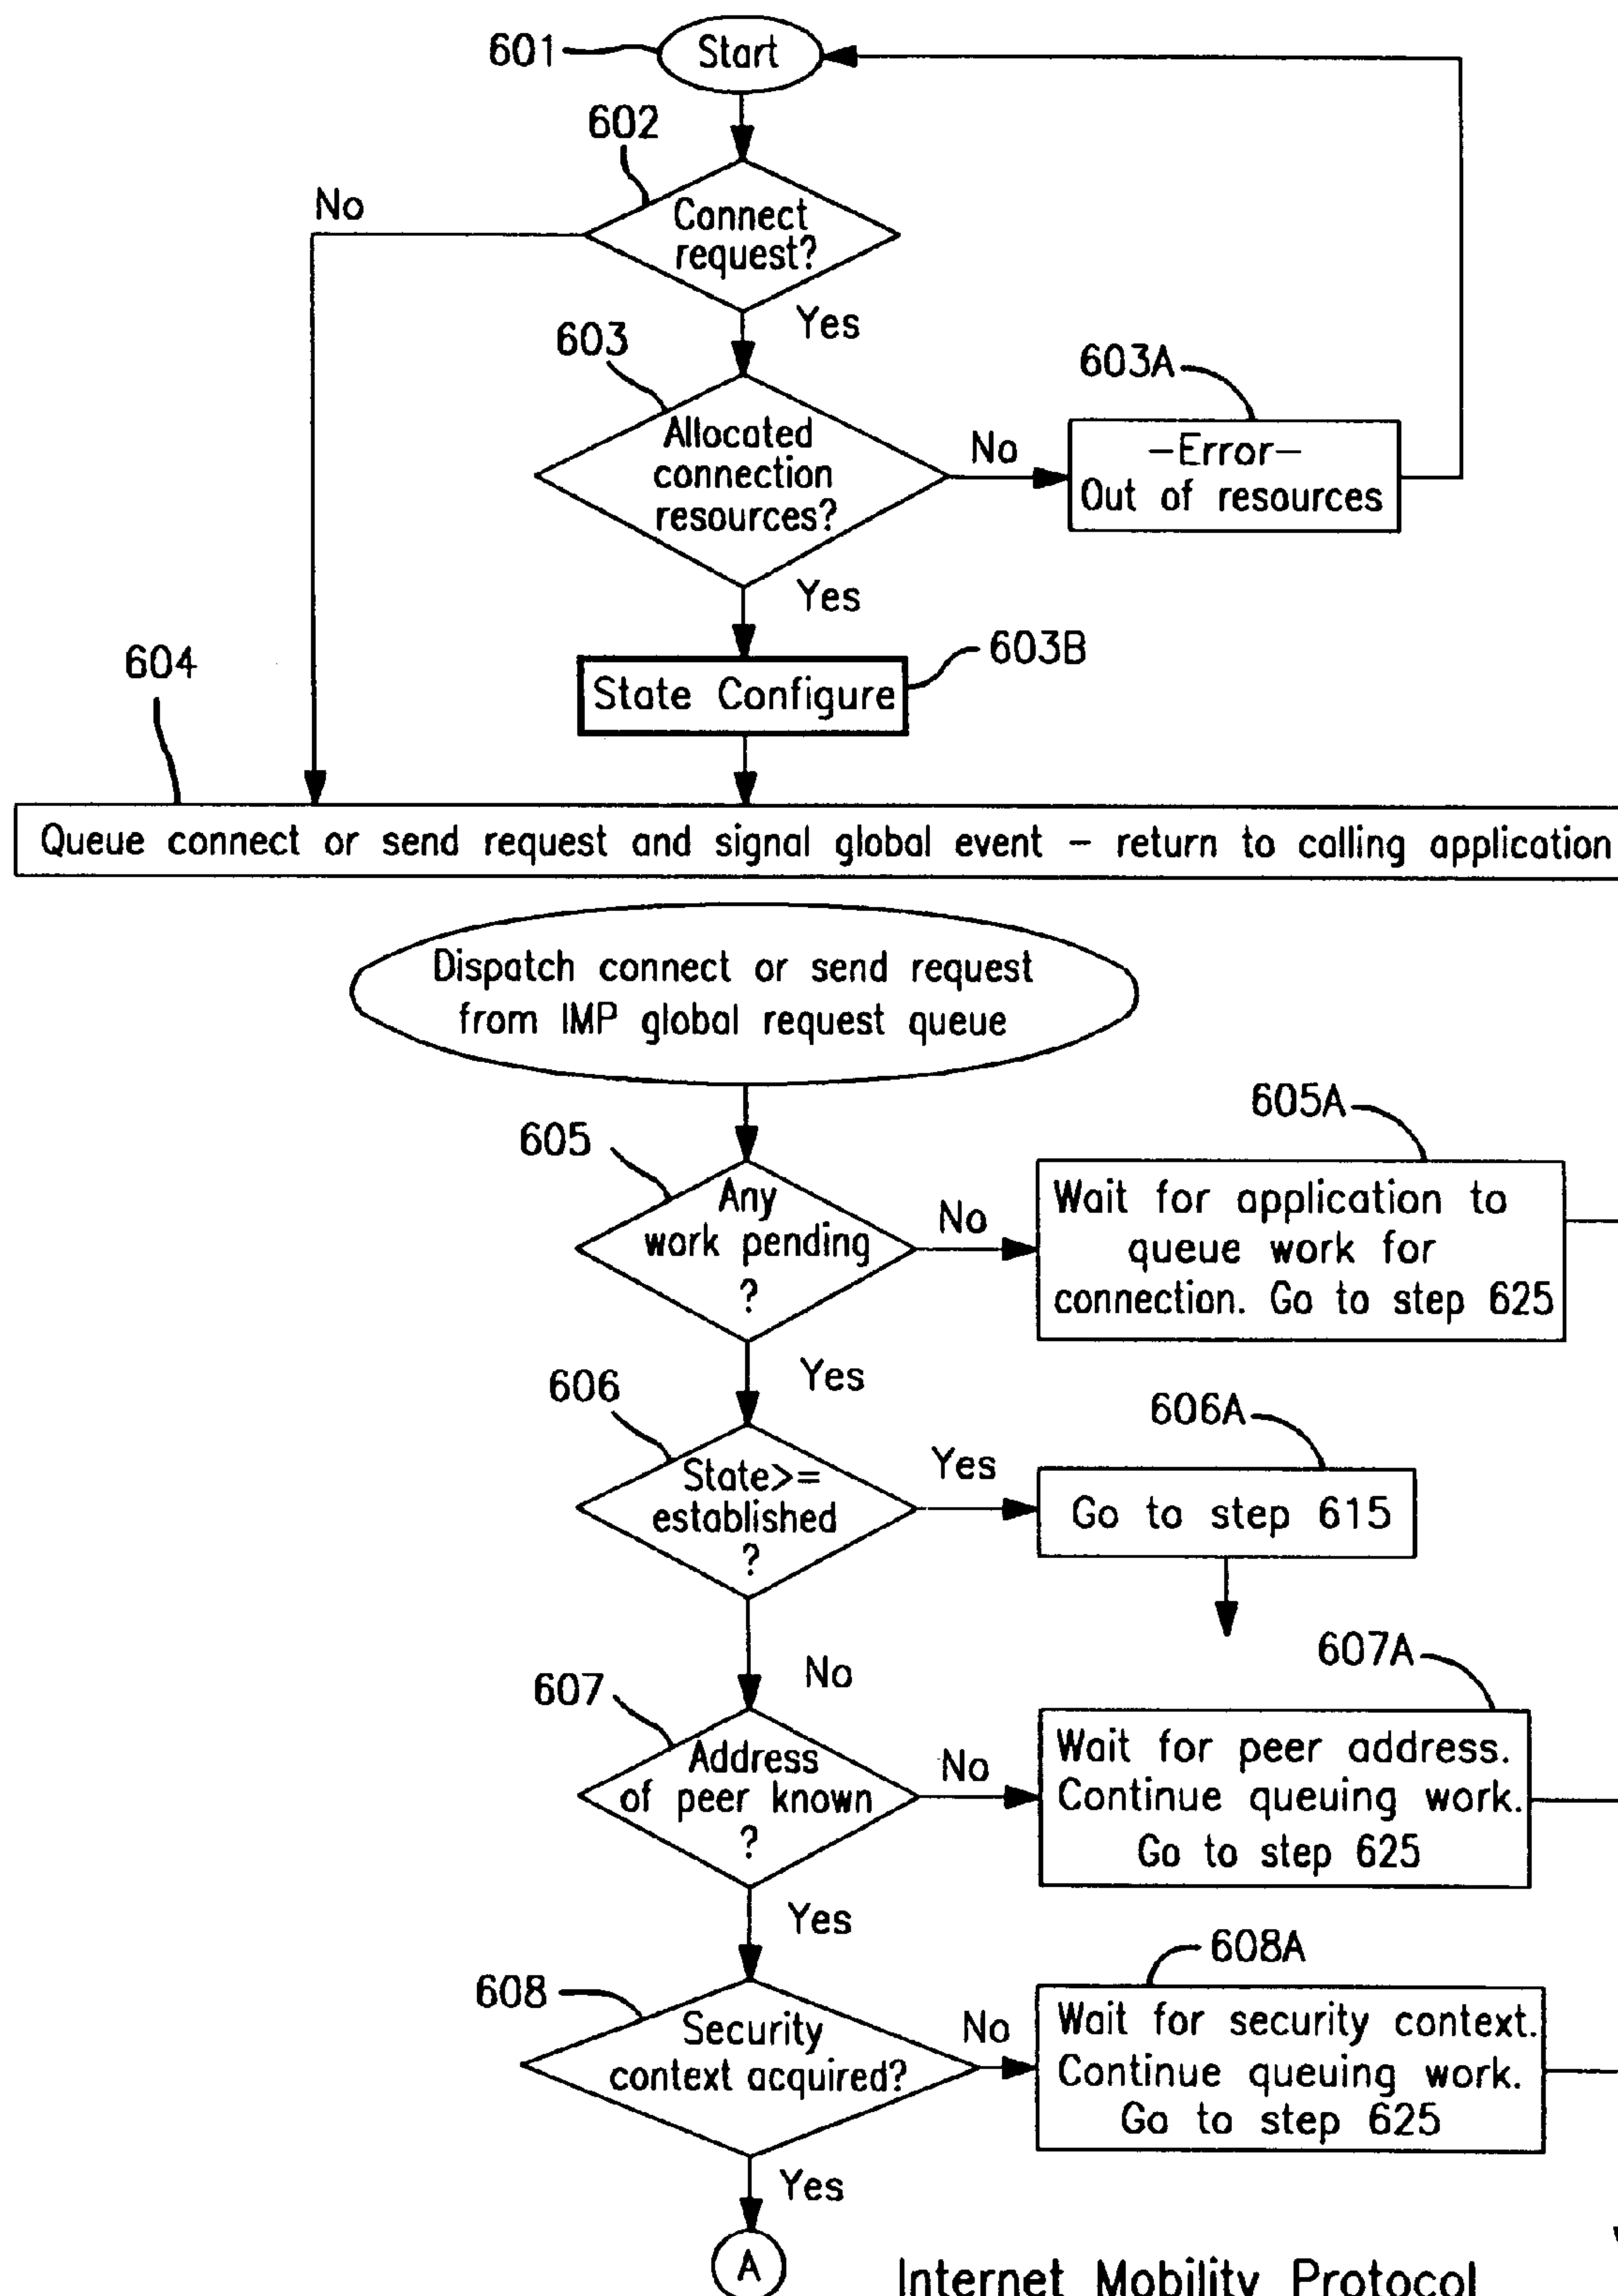 601
Start
602
No
Connect
request?
Yes
603
603A
Allocated
connection
resources?
No
–Error–
Out of resources
Yes
603B
604
State Configure
Queue connect or send request and signal global event – return to calling application
Dispatch connect or send request
from IMP global request queue
605A
605
Any
work pending
?
No
Wait for application to
queue work for
connection. Go to step 625
Yes
606
606A
State>=
established
?
Yes
Go to step 615
No
607A
607
Address
of peer known
?
No
Wait for peer address.
Continue queuing work.
Go to step 625
Yes
608A
608
Security
context acquired?
No
Wait for security context.
Continue queuing work.
Go to step 625
Yes
A
Internet Mobility Protocol